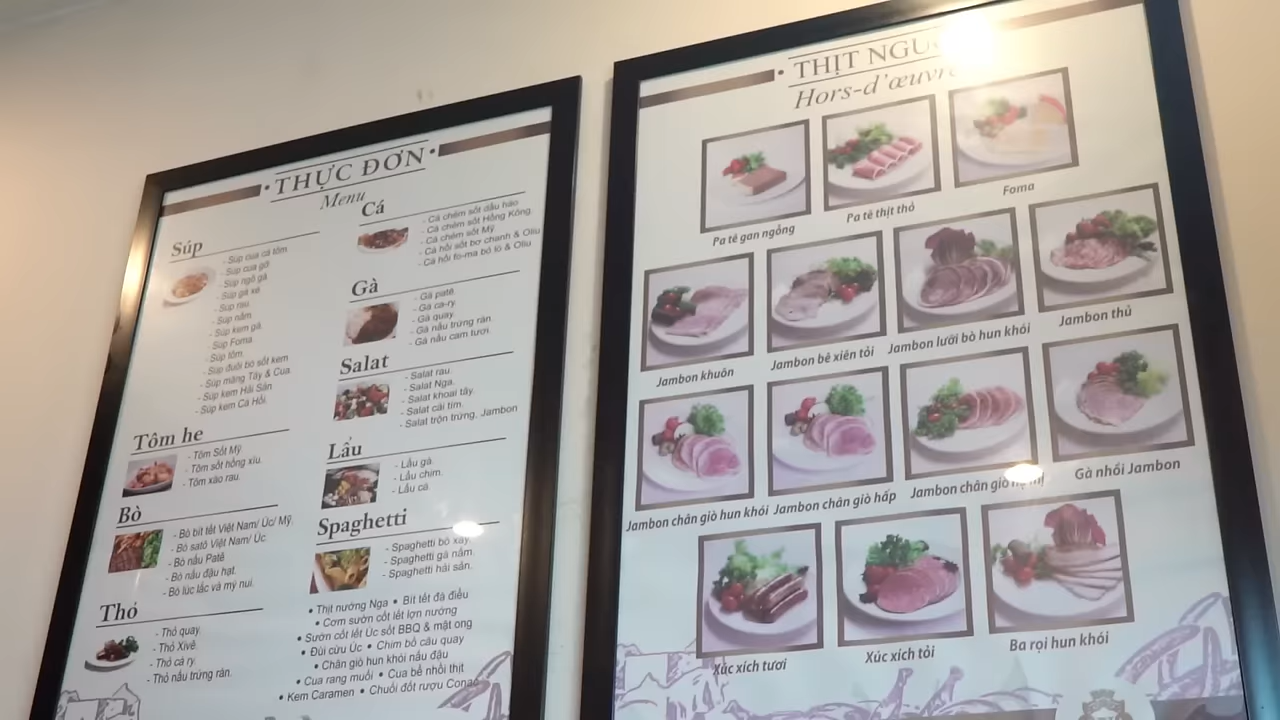 THỰC ĐƠN
Menu
Súp
- Súp cua cá tôm.
- Súp cua gà.
- Súp ngô gà.
- Súp gà xé
- Súp rau.
- Súp nấm.
- Súp kem gà.
- Súp Foma.
- Súp tôm.
- Súp đuôi bò sốt kem
- Súp măng Tây & Cua.
- Súp kem Hải Sản
- Súp kem Cá Hồi.
Tôm he
- Tôm Sốt Mỹ
- Tôm sốt hồng xíu.
- Tôm xào rau.
Bò
- Bò bít tết Việt Nam/ Úc/ Mỹ.
- Bò satô Việt Nam/ Úc
- Bò nấu Patê
- Bò nấu đậu hạt.
- Bò lúc lắc và mỳ nui.
Thỏ
- Thỏ quay.
- Thỏ Xivê.
- Thỏ cà ry.
- Thỏ nấu trứng rán.
Cá
- Cá chẽm sốt dầu hào
- Cá chẽm sốt Hồng Kông.
- Cá chẽm sốt Mỹ
- Cá hồi sốt bơ chanh & Oliu
- Cá hồi fo-ma bỏ lò & Oliu.
Gà
- Gà patê.
- Gà ca-ry.
- Gà quay.
- Gà nấu trứng rán.
- Gà nấu cam tươi.
Salat
- Salat rau.
- Salat Nga.
- Salat khoai tây.
- Salat cải tím.
- Salat trộn trứng, Jambon
Lẩu
- Lẩu gà.
- Lẩu chim.
- Lẩu cá.
Spaghetti
- Spaghetti bò xay.
- Spaghetti gà nấm.
- Spaghetti hải sản.
• Thịt nướng Nga • Bít tết đà điểu
• Cơm sườn cốt lết lợn nướng
• Sườn cốt lết Úc sốt BBQ & mật ong
• Đùi cừu Úc • Chim bồ câu quay
• Chân giò hun khói nấu đậu
• Cua rang muối • Cua bể nhồi thịt
• Kem Caramen • Chuối đốt rượu Conac
THỊT
Hors-d'œuvre
Pa tê gan ngỗng
Pa tê thịt thỏ
Foma
Jambon khuôn
Jambon bê xiên tỏi
Jambon lưỡi bò hun khói
Jambon thủ
Jambon chân giò hun khói
Jambon chân giò hấp
Jambon chân giò
Gà nhồi Jambon
Xúc xích tươi
Xúc xích tỏi
Ba rọi hun khói